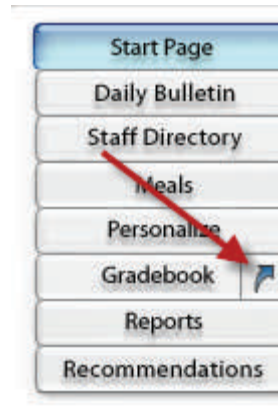 Start Page
Daily Bulletin
Staff Directory
Meals
Personalize
Gradebook
Reports
Recommendations